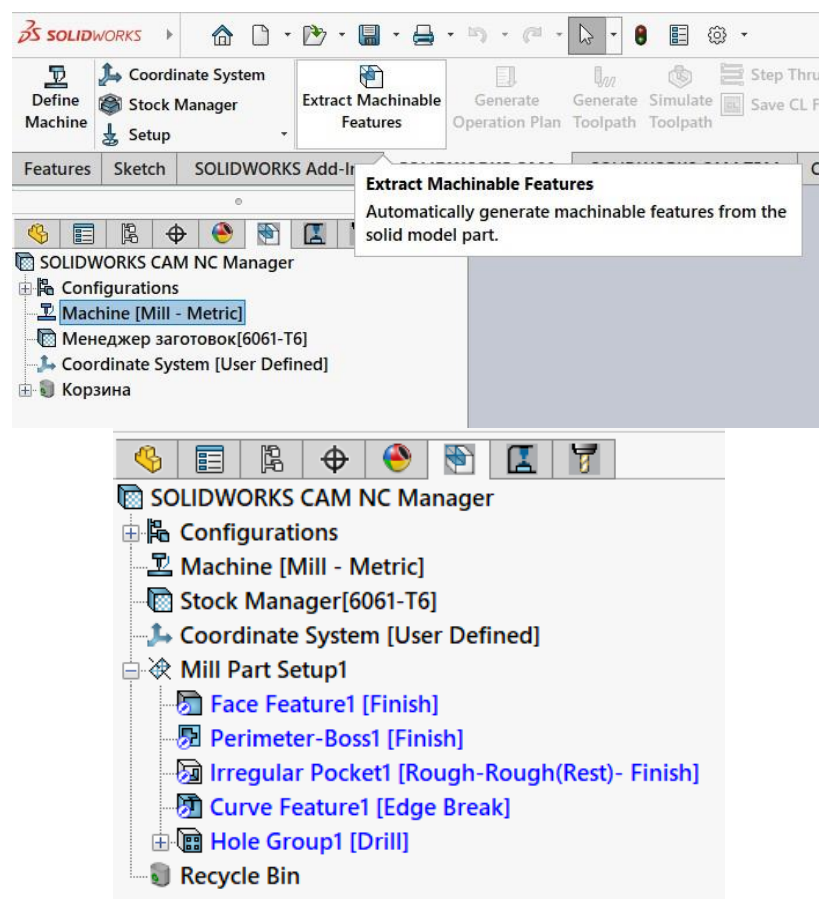 SOLIDWORKS
Define Machine
Coordinate System
Stock Manager
Setup
Extract Machinable Features
Generate Operation Plan
Generate Toolpath
Simulate Toolpath
Step Thru
Save CL F
Features Sketch SOLIDWORKS Add-In
Extract Machinable Features
Automatically generate machinable features from the
solid model part.
SOLIDWORKS CAM NC Manager
Configurations
Machine [Mill - Metric]
Менеджер заготовок[6061-T6]
Coordinate System [User Defined]
Корзина
SOLIDWORKS CAM NC Manager
Configurations
Machine [Mill - Metric]
Stock Manager[6061-T6]
Coordinate System [User Defined]
Mill Part Setup1
Face Feature1 [Finish]
Perimeter-Boss1 [Finish]
Irregular Pocket1 [Rough-Rough(Rest)- Finish]
Curve Feature1 [Edge Break]
Hole Group1 [Drill]
Recycle Bin